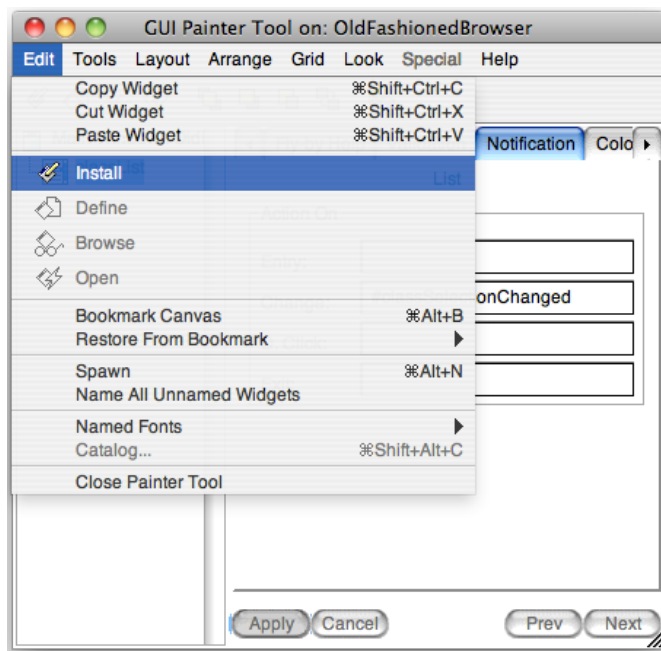 GUI Painter Tool on: OldFashionedBrowser
Edit Tools Layout Arrange Grid Look Special Help
Copy Widget ⌘Shift+Ctrl+C
Cut Widget ⌘Shift+Ctrl+X
Paste Widget ⌘Shift+Ctrl+V
Notification Colo
Install
List
Define
Browse
Open
onChanged
Bookmark Canvas ⌘Alt+B
Restore From Bookmark
Spawn ⌘Alt+N
Name All Unnamed Widgets
Named Fonts
Catalog... ⌘Shift+Alt+C
Close Painter Tool
Apply Cancel Prev Next